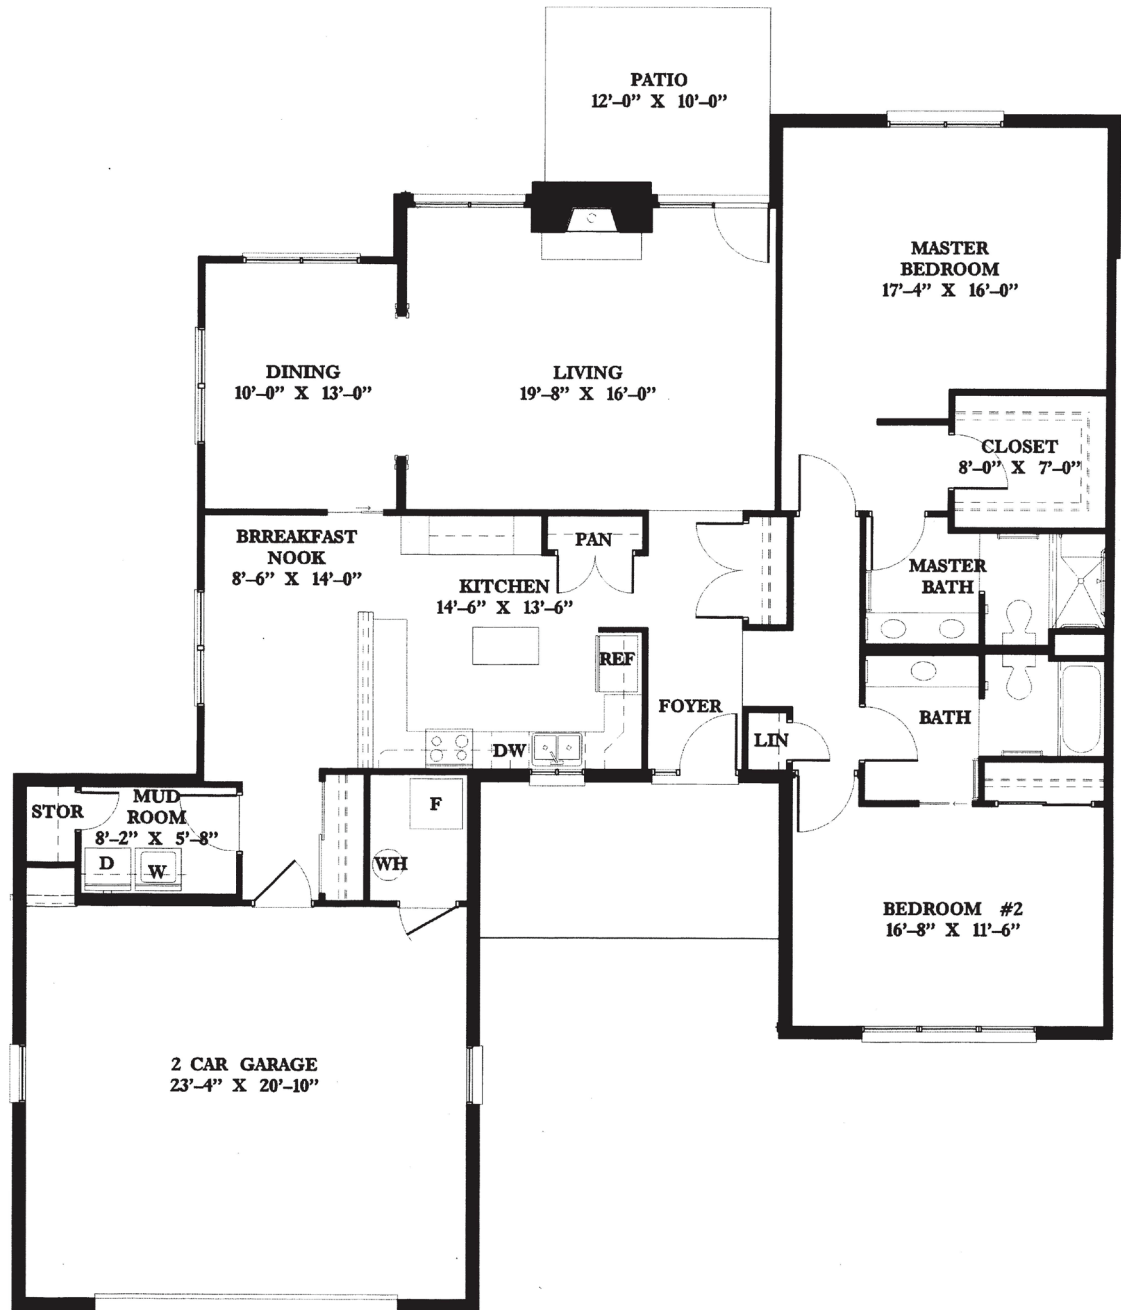 PATIO
12'–0" X 10'–0"
MASTER
BEDROOM
17'–4" X 16'–0"
DINING
10'–0" X 13'–0"
LIVING
19'–8" X 16'–0"
CLOSET
8'–0" X 7'–0"
BRREAKFAST
NOOK
8'–6" X 14'–0"
PAN
KITCHEN
14'–6" X 13'–6"
MASTER
BATH
REF
FOYER
BATH
DW
LIN
STOR
MUD
ROOM
8'–2" X 5'–8"
D
W
F
WH
BEDROOM #2
16'–8" X 11'–6"
2 CAR GARAGE
23'–4" X 20'–10"